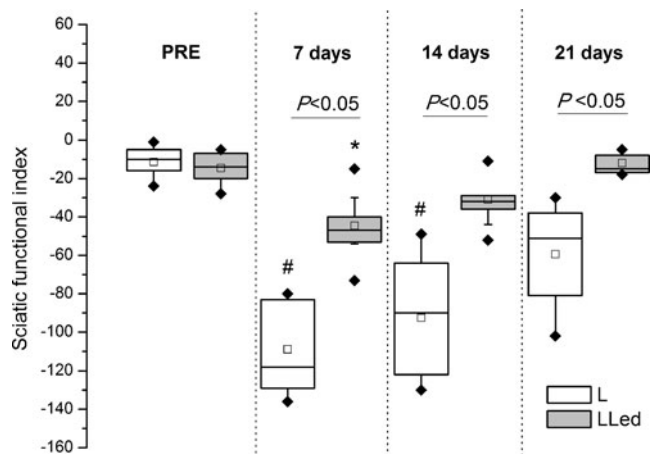 60
40
20
0
-20
-40
-60
-80
-100
-120
-140
-160
Sciatic functional index
PRE 7 days 14 days 21 days
P<0.05 P<0.05 P <0.05
*
# #
L
LLed